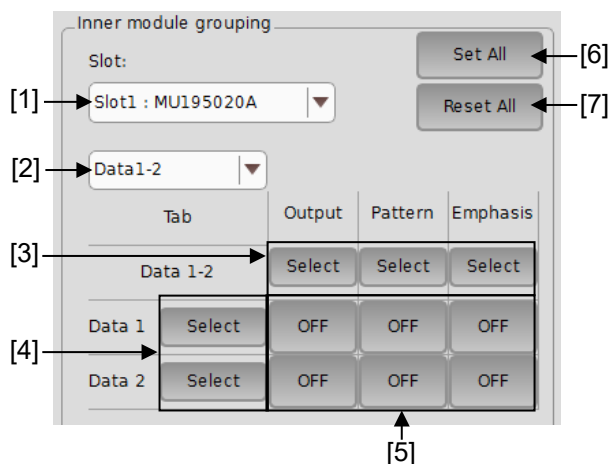 Inner module grouping
Slot:
Set All
[6]
[1]
Slot1 : MU195020A
Reset All
[7]
[2]
Data1-2
Tab
Output
Pattern
Emphasis
[3]
Data 1-2
Select
Select
Select
Data 1
Select
OFF
OFF
OFF
[4]
Data 2
Select
OFF
OFF
OFF
[5]